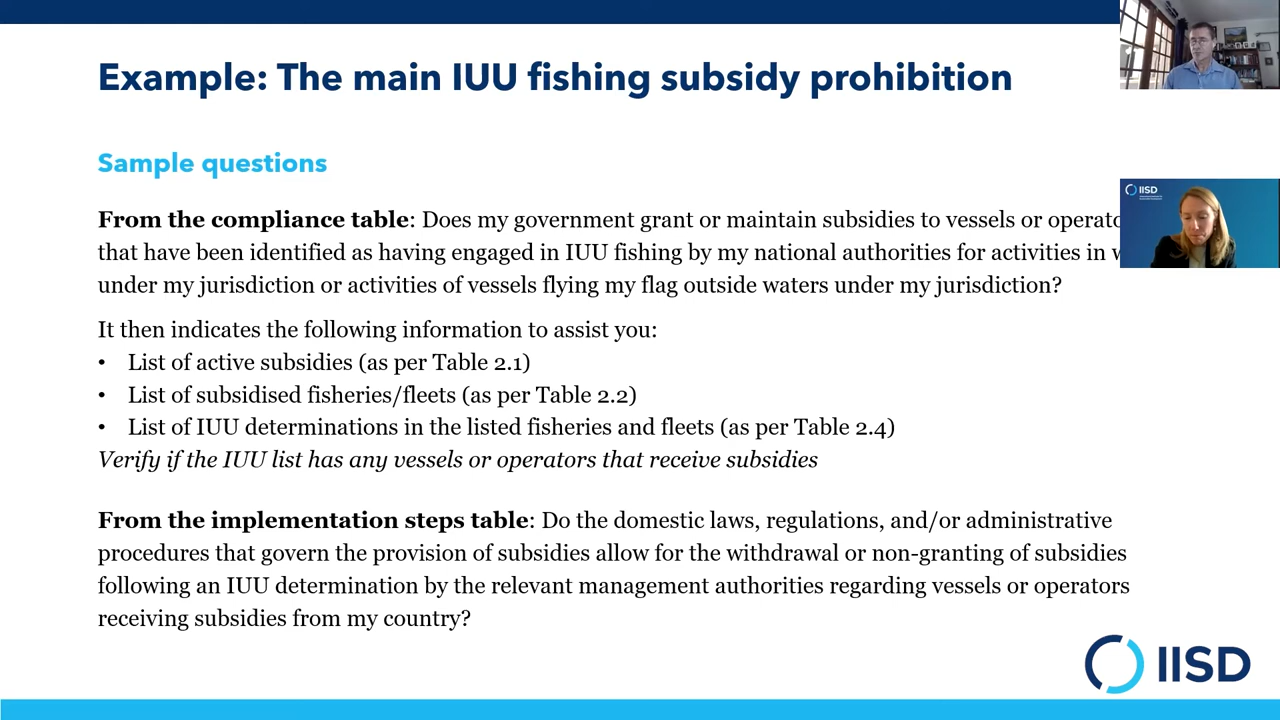 Example: The main IUU fishing subsidy prohibition
Sample questions
From the compliance table: Does my government grant or maintain subsidies to vessels or
that have been identified as having engaged in IUU fishing by my national authorities for activities in
under my jurisdiction or activities of vessels flying my flag outside waters under my jurisdiction?
It then indicates the following information to assist you:
• List of active subsidies (as per Table 2.1)
• List of subsidised fisheries/fleets (as per Table 2.2)
• List of IUU determinations in the listed fisheries and fleets (as per Table 2.4)
Verify if the IUU list has any vessels or operators that receive subsidies
From the implementation steps table: Do the domestic laws, regulations, and/or administrative
procedures that govern the provision of subsidies allow for the withdrawal or non-granting of subsidies
following an IUU determination by the relevant management authorities regarding vessels or operators
receiving subsidies from my country?
IISD
IISD